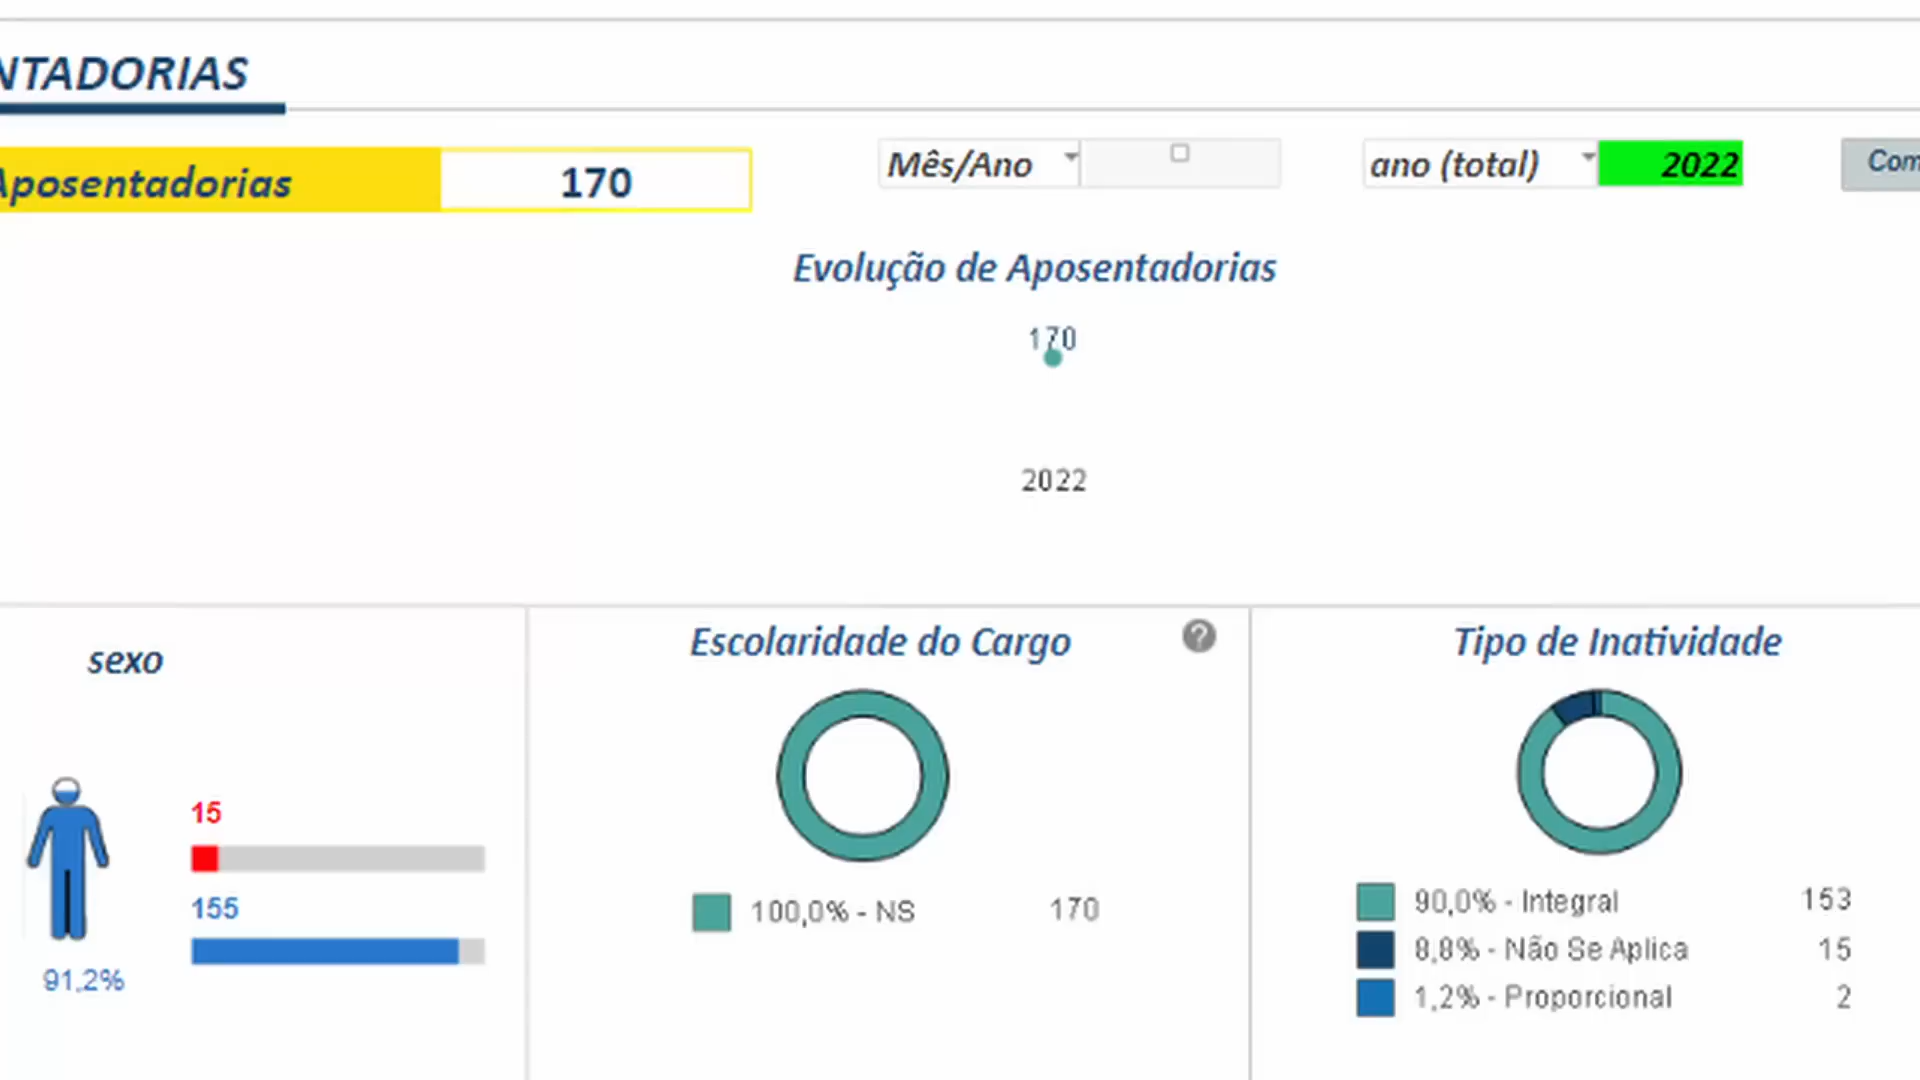 NTADORIAS
Aposentadorias 170
Mês/Ano
ano (total) 2022
Com
Evolução de Aposentadorias
170
2022
sexo
15
155
91,2%
Escolaridade do Cargo
?
100,0% - NS 170
Tipo de Inatividade
90,0% - Integral 153
8,8% - Não Se Aplica 15
1,2% - Proporcional 2